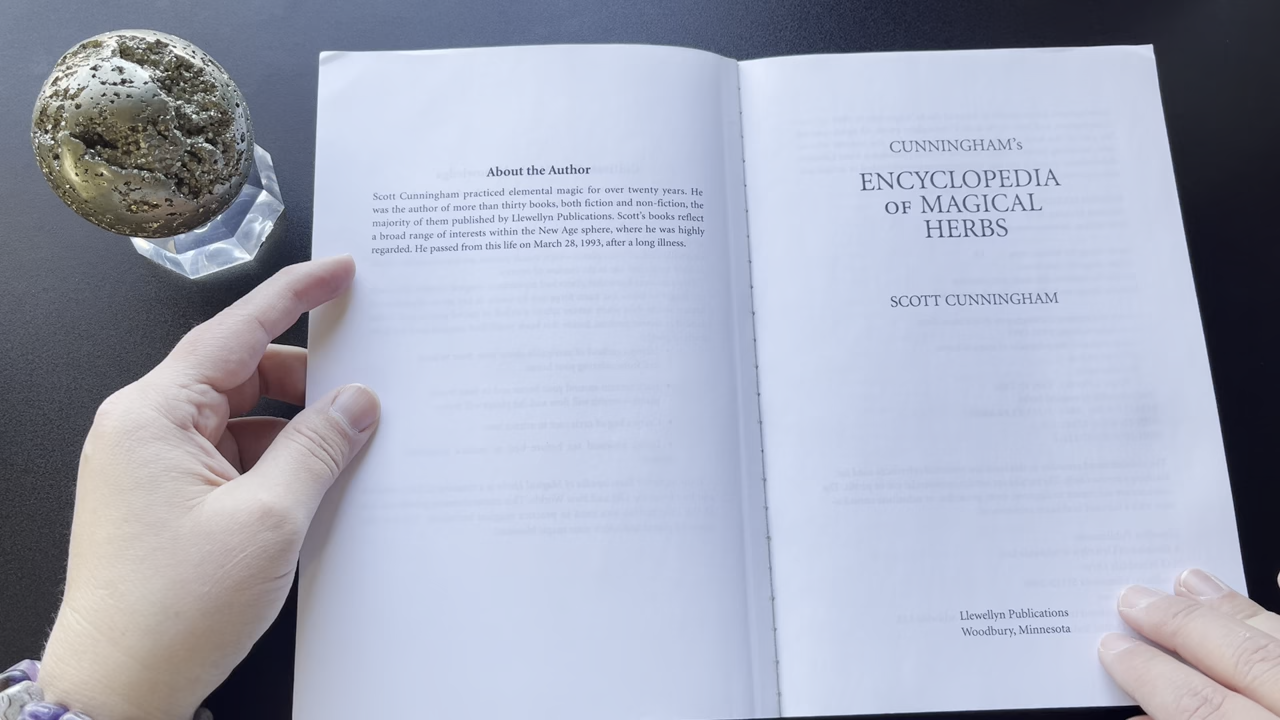 About the Author
Scott Cunningham practiced elemental magic for over twenty years. He
was the author of more than thirty books, both fiction and non-fiction, the
majority of them published by Llewellyn Publications. Scott's books reflect
a broad range of interests within the New Age sphere, where he was highly
regarded. He passed from this life on March 28, 1993, after a long illness.
CUNNINGHAM's
ENCYCLOPEDIA
OF MAGICAL
HERBS
SCOTT CUNNINGHAM
Llewellyn Publications
Woodbury, Minnesota